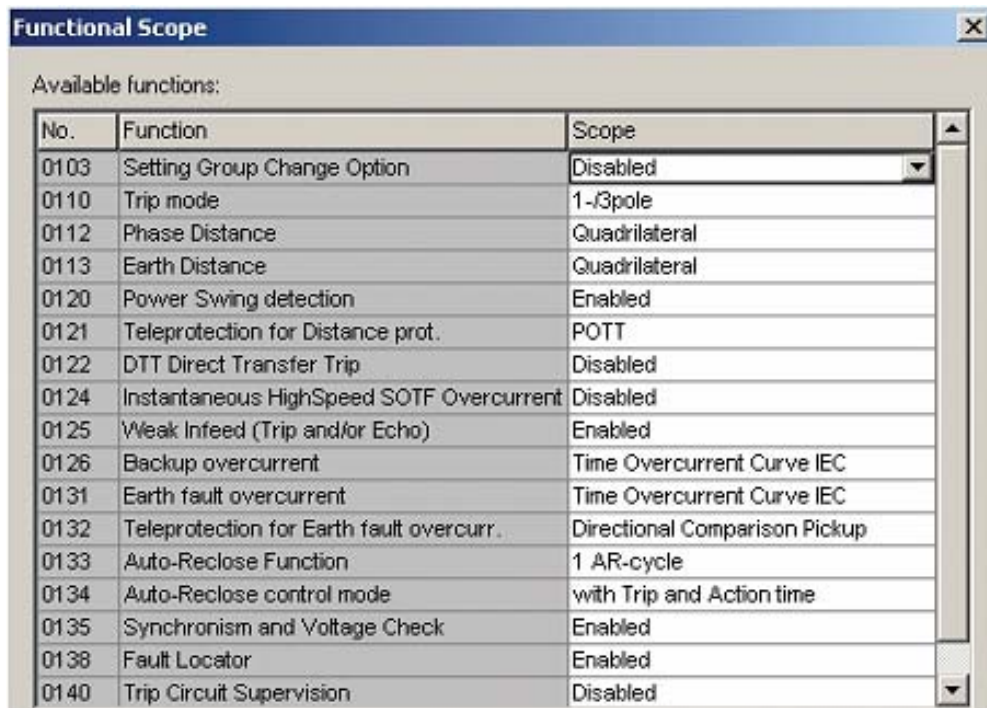 Functional Scope
Available functions:
No. Function Scope
0103 Setting Group Change Option Disabled
0110 Trip mode 1-/3pole
0112 Phase Distance Quadrilateral
0113 Earth Distance Quadrilateral
0120 Power Swing detection Enabled
0121 Teleprotection for Distance prot. POTT
0122 DTT Direct Transfer Trip Disabled
0124 Instantaneous HighSpeed SOTF Overcurrent Disabled
0125 Weak Infeed (Trip and/or Echo) Enabled
0126 Backup overcurrent Time Overcurrent Curve IEC
0131 Earth fault overcurrent Time Overcurrent Curve IEC
0132 Teleprotection for Earth fault overcurr. Directional Comparison Pickup
0133 Auto-Reclose Function 1 AR-cycle
0134 Auto-Reclose control mode with Trip and Action time
0135 Synchronism and Voltage Check Enabled
0138 Fault Locator Enabled
0140 Trip Circuit Supervision Disabled